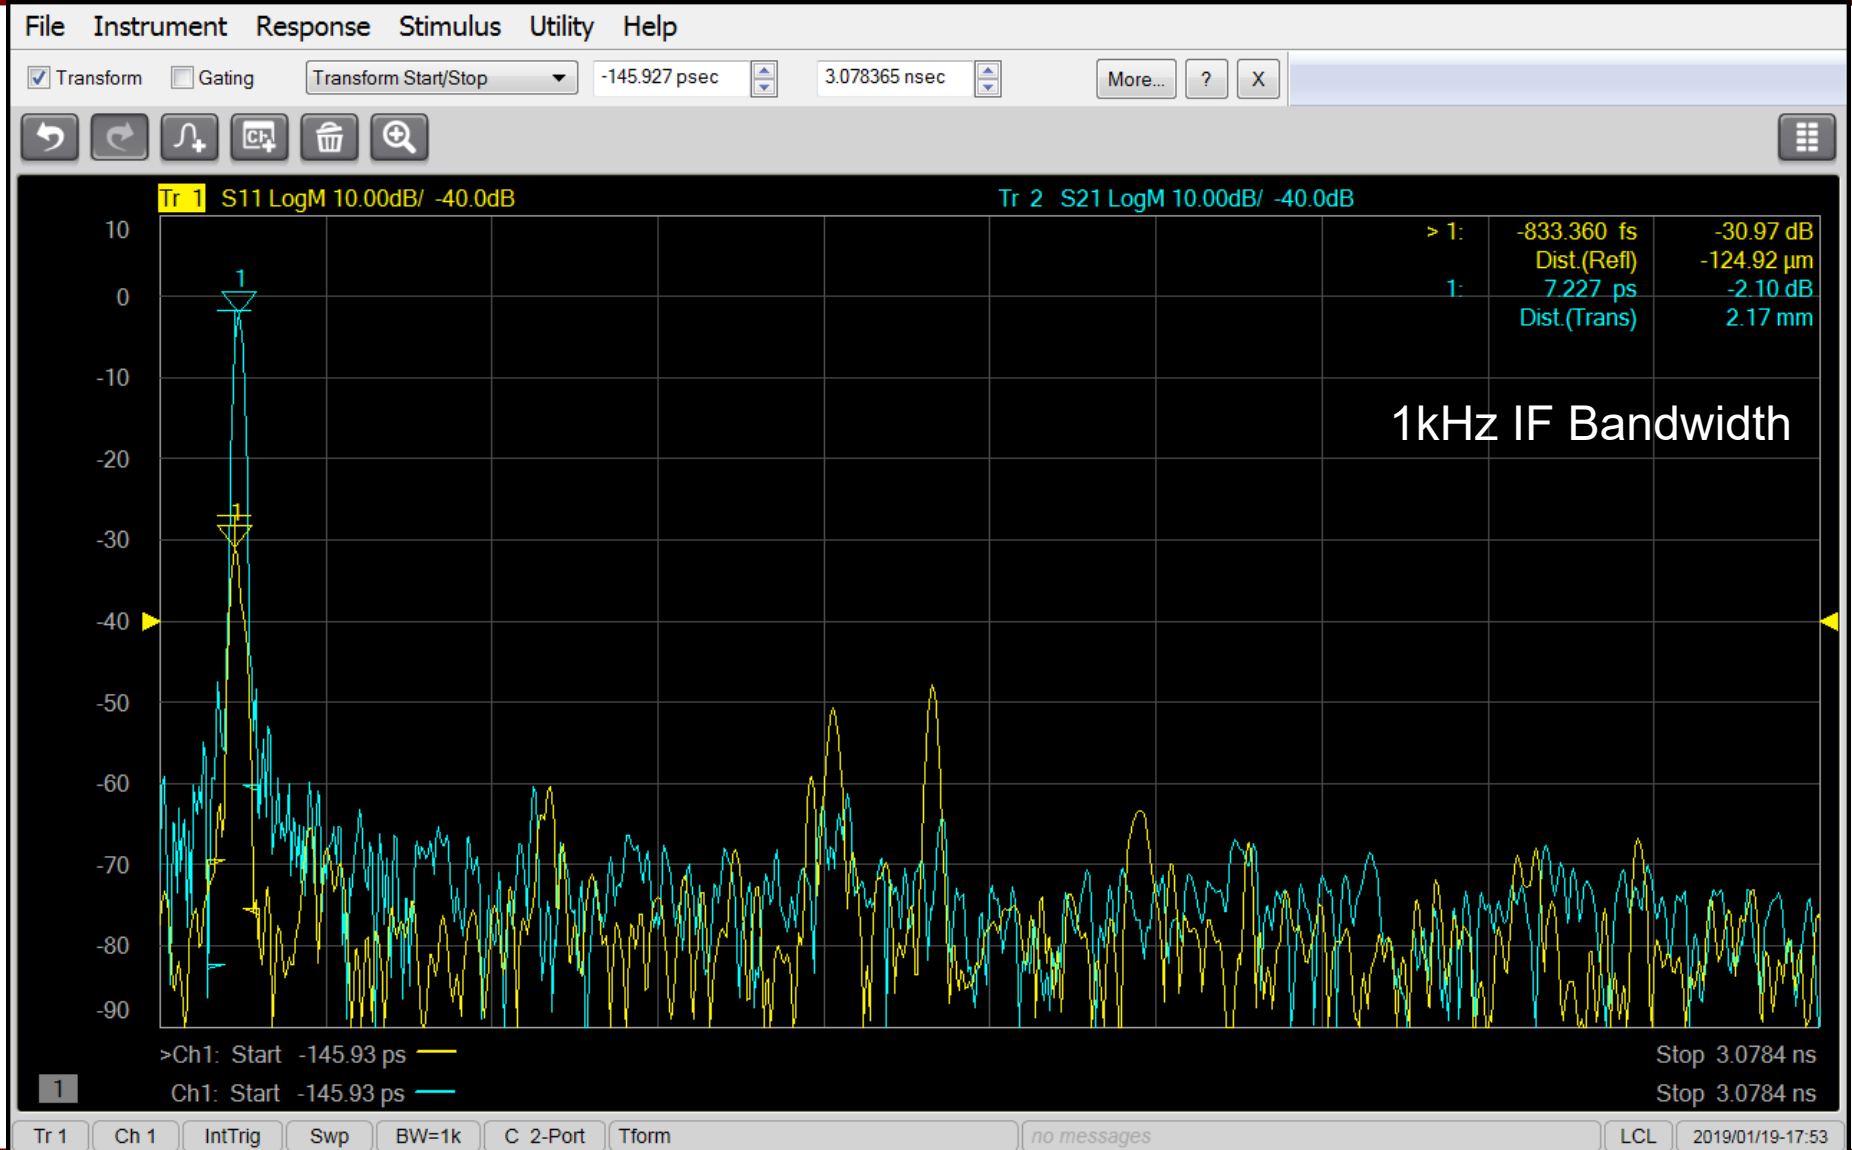 File Instrument Response Stimulus Utility Help
Transform Gating Transform Start/Stop -145.927 psec 3.078365 nsec More... ? X
Ch
Tr 1 S11 LogM 10.00dB/ -40.0dB Tr 2 S21 LogM 10.00dB/ -40.0dB
10
0
-10
-20
-30
-40
-50
-60
-70
-80
-90
> 1: -833.360 fs -30.97 dB
Dist.(Refl) -124.92 µm
1: 7.227 ps -2.10 dB
Dist.(Trans) 2.17 mm
1
1
1kHz IF Bandwidth
>Ch1: Start -145.93 ps Stop 3.0784 ns
1 Ch1: Start -145.93 ps Stop 3.0784 ns
Tr 1 Ch 1 IntTrig Swp BW=1k C 2-Port Tform no messages LCL 2019/01/19-17:53